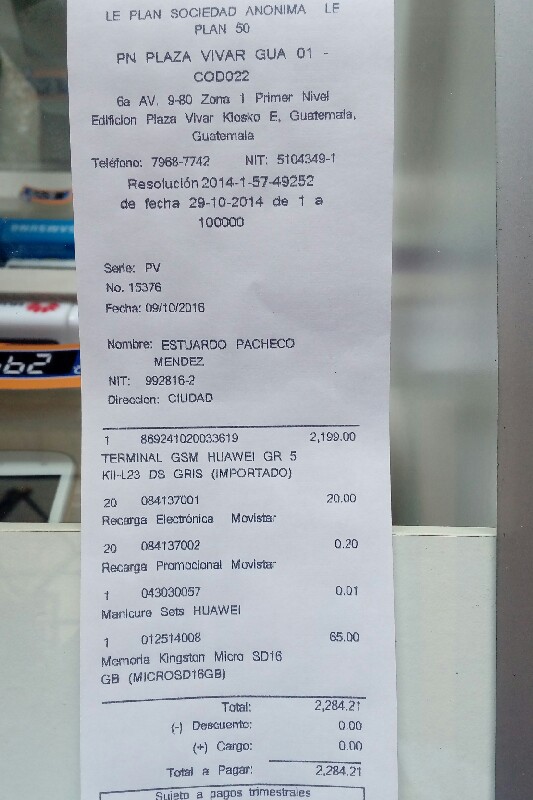 LE PLAN SOCIEDAD ANONIMA LE
PLAN 50
PN PLAZA VIVAR GUA 01 -
COD022
6a AV. 9-80 Zona 1 Primer Nivel
Edificion Plaza Vivar Kiosko E, Guatemala,
Guatemala
Teléfono: 7968-7742 NIT: 5104349-1
Resolución 2014-1-57-49252
de fecha 29-10-2014 de 1 a
100000
Serie: PV
No. 15376
Fecha: 09/10/2016
Nombre: ESTUARDO PACHECO
MENDEZ
NIT: 992816-2
Direccion: CIUDAD
1 869241020033619 2,199.00
TERMINAL GSM HUAWEI GR 5
KII-L23 DS GRIS (IMPORTADO)
20 084137001 20.00
Recarga Electrónica Movistar
20 084137002 0.20
Recarga Promocional Movistar
1 043030057 0.01
Manicure Sets HUAWEI
1 012514008 65.00
Memoria Kingston Micro SD16
GB (MICROSD16GB)
Total: 2,284.21
(-) Descuento: 0.00
(+) Cargo: 0.00
Total a Pagar: 2,284.21
Sujeto a pagos trimestrales